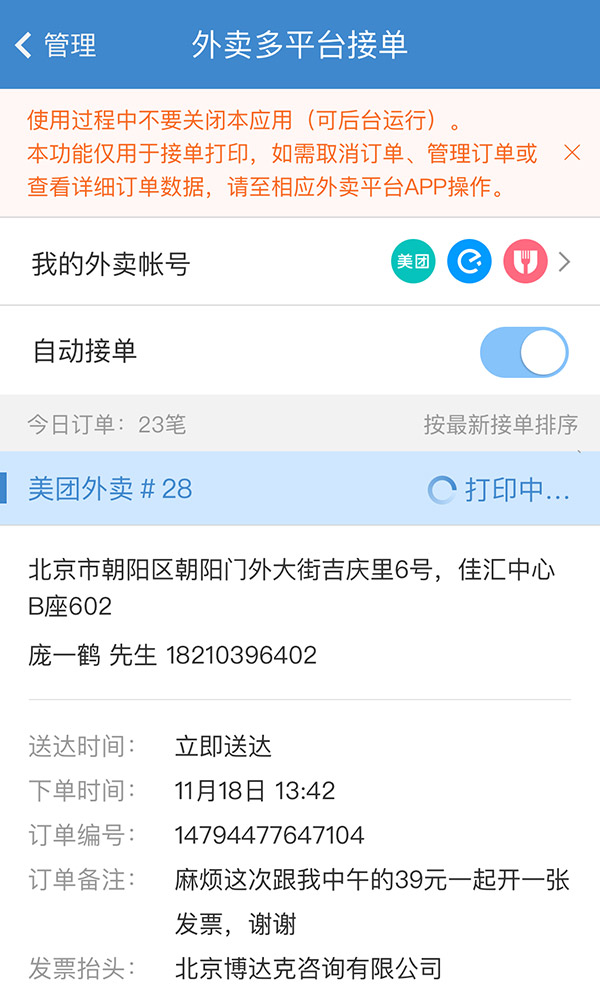 管理 外卖多平台接单
使用过程中不要关闭本应用（可后台运行）。
本功能仅用于接单打印，如需取消订单、管理订单或
查看详细订单数据，请至相应外卖平台APP操作。
我的外卖帐号 美团
自动接单
今日订单：23笔 按最新接单排序
美团外卖 # 28 打印中...
北京市朝阳区朝阳门外大街吉庆里6号，佳汇中心
B座602
庞一鹤 先生 18210396402
送达时间： 立即送达
下单时间： 11月18日 13:42
订单编号： 14794477647104
订单备注： 麻烦这次跟我中午的39元一起开一张
发票，谢谢
发票抬头： 北京博达克咨询有限公司